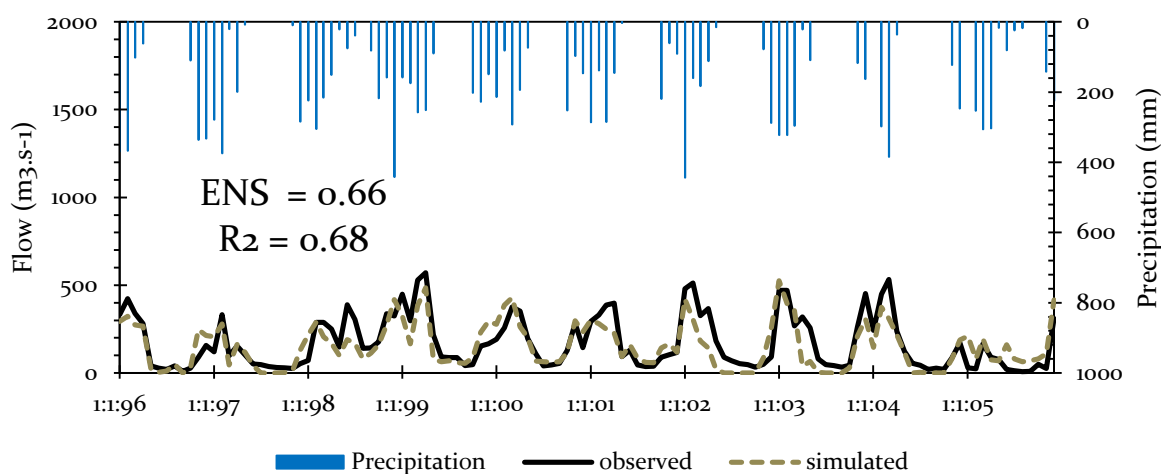 2000
1500
1000
500
0
Flow (m3.s-1)
ENS = 0.66
R2 = 0.68
0
200
400
600
800
1000
Precipitation (mm)
1:1:96 1:1:97 1:1:98 1:1:99 1:1:00 1:1:01 1:1:02 1:1:03 1:1:04 1:1:05
Precipitation observed simulated